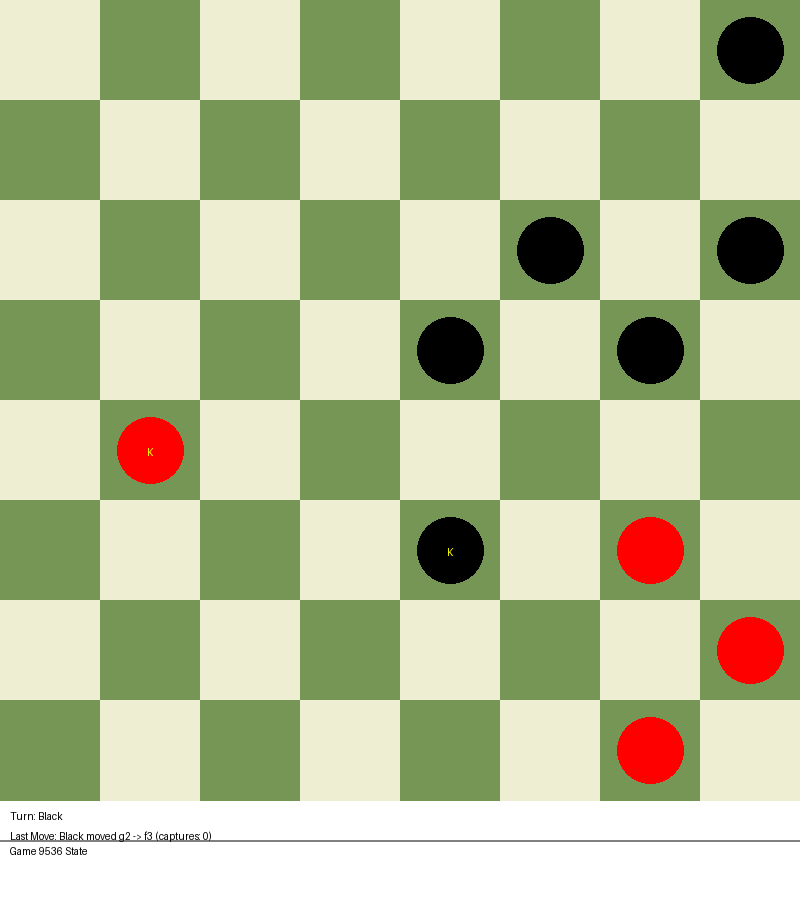 K
K
Turn: Black
Last Move: Black moved g2 -> f3 (captures: 0)
Game 9536 State